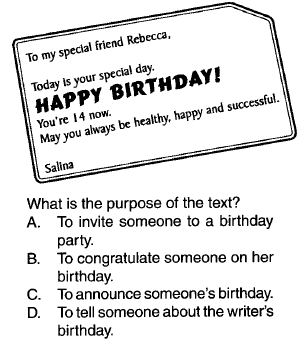 To my special friend Rebecca,
Today is your special day.
HAPPY BIRTHDAY!
You're 14 now.
May you always be healthy, happy and successful.
Salina
What is the purpose of the text?
A. To invite someone to a birthday
party.
B. To congratulate someone on her
birthday.
C. To announce someone's birthday.
D. To tell someone about the writer's
birthday.